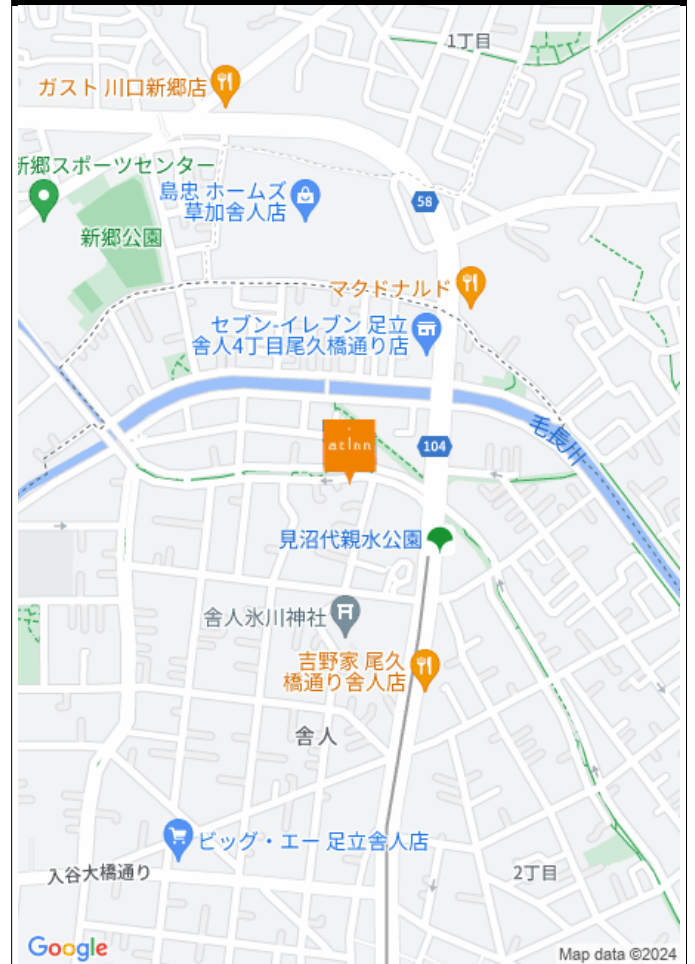 1丁目
ガスト 川口新郷店
新郷スポーツセンター
島忠 ホームズ
草加舎人店
58
新郷公園
マクドナルド
セブン-イレブン 足立
舎人4丁目尾久橋通り店
atInn
104
毛長川
見沼代親水公園
舎人氷川神社
吉野家 尾久
橋通り舎人店
舎人
ビッグ・エー 足立舎人店
入谷大橋通り
2丁目
Google
Map data ©2024